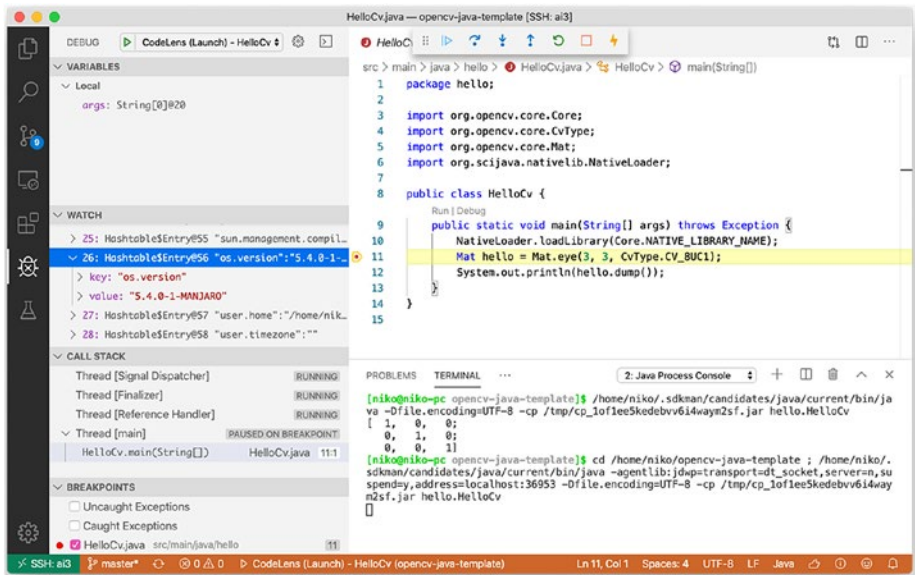 HelloCv.java — opencv-java-template [SSH: ai3]
DEBUG
CodeLens (Launch) - HelloCv
VARIABLES
Local
args: String[0]@20
WATCH
25: Hashtable$Entry@55 "sun.management.compil…
26: Hashtable$Entry@56 "os.version":"5.4.0-1-…
key: "os.version"
value: "5.4.0-1-MANJARO"
27: Hashtable$Entry@57 "user.home":"/home/nik…
28: Hashtable$Entry@58 "user.timezone":""
CALL STACK
Thread [Signal Dispatcher] RUNNING
Thread [Finalizer] RUNNING
Thread [Reference Handler] RUNNING
Thread [main] PAUSED ON BREAKPOINT
HelloCv.main(String[]) HelloCv.java 11:1
BREAKPOINTS
Uncaught Exceptions
Caught Exceptions
HelloCv.java src/main/java/hello 11
9
HelloC
src > main > java > hello > HelloCv.java > HelloCv > main(String[])
1 package hello;
2
3 import org.opencv.core.Core;
4 import org.opencv.core.CvType;
5 import org.opencv.core.Mat;
6 import org.scijava.nativelib.NativeLoader;
7
8 public class HelloCv {
Run | Debug
9 public static void main(String[] args) throws Exception {
10 NativeLoader.loadLibrary(Core.NATIVE_LIBRARY_NAME);
11 Mat hello = Mat.eye(3, 3, CvType.CV_8UC1);
12 System.out.println(hello.dump());
13 }
14 }
15
PROBLEMS TERMINAL ··· 2: Java Process Console
[niko@niko-pc opencv-java-template]$ /home/niko/.sdkman/candidates/java/current/bin/ja
va -Dfile.encoding=UTF-8 -cp /tmp/cp_1of1ee5kedebvv6i4waym2sf.jar hello.HelloCv
[ 1, 0, 0;
0, 1, 0;
0, 0, 1]
[niko@niko-pc opencv-java-template]$ cd /home/niko/opencv-java-template ; /home/niko/.
sdkman/candidates/java/current/bin/java -agentlib:jdwp=transport=dt_socket,server=n,su
spend=y,address=localhost:36953 -Dfile.encoding=UTF-8 -cp /tmp/cp_1of1ee5kedebvv6i4way
m2sf.jar hello.HelloCv
SSH: ai3 master* 0 0 CodeLens (Launch) - HelloCv (opencv-java-template) Ln 11, Col 1 Spaces: 4 UTF-8 LF Java